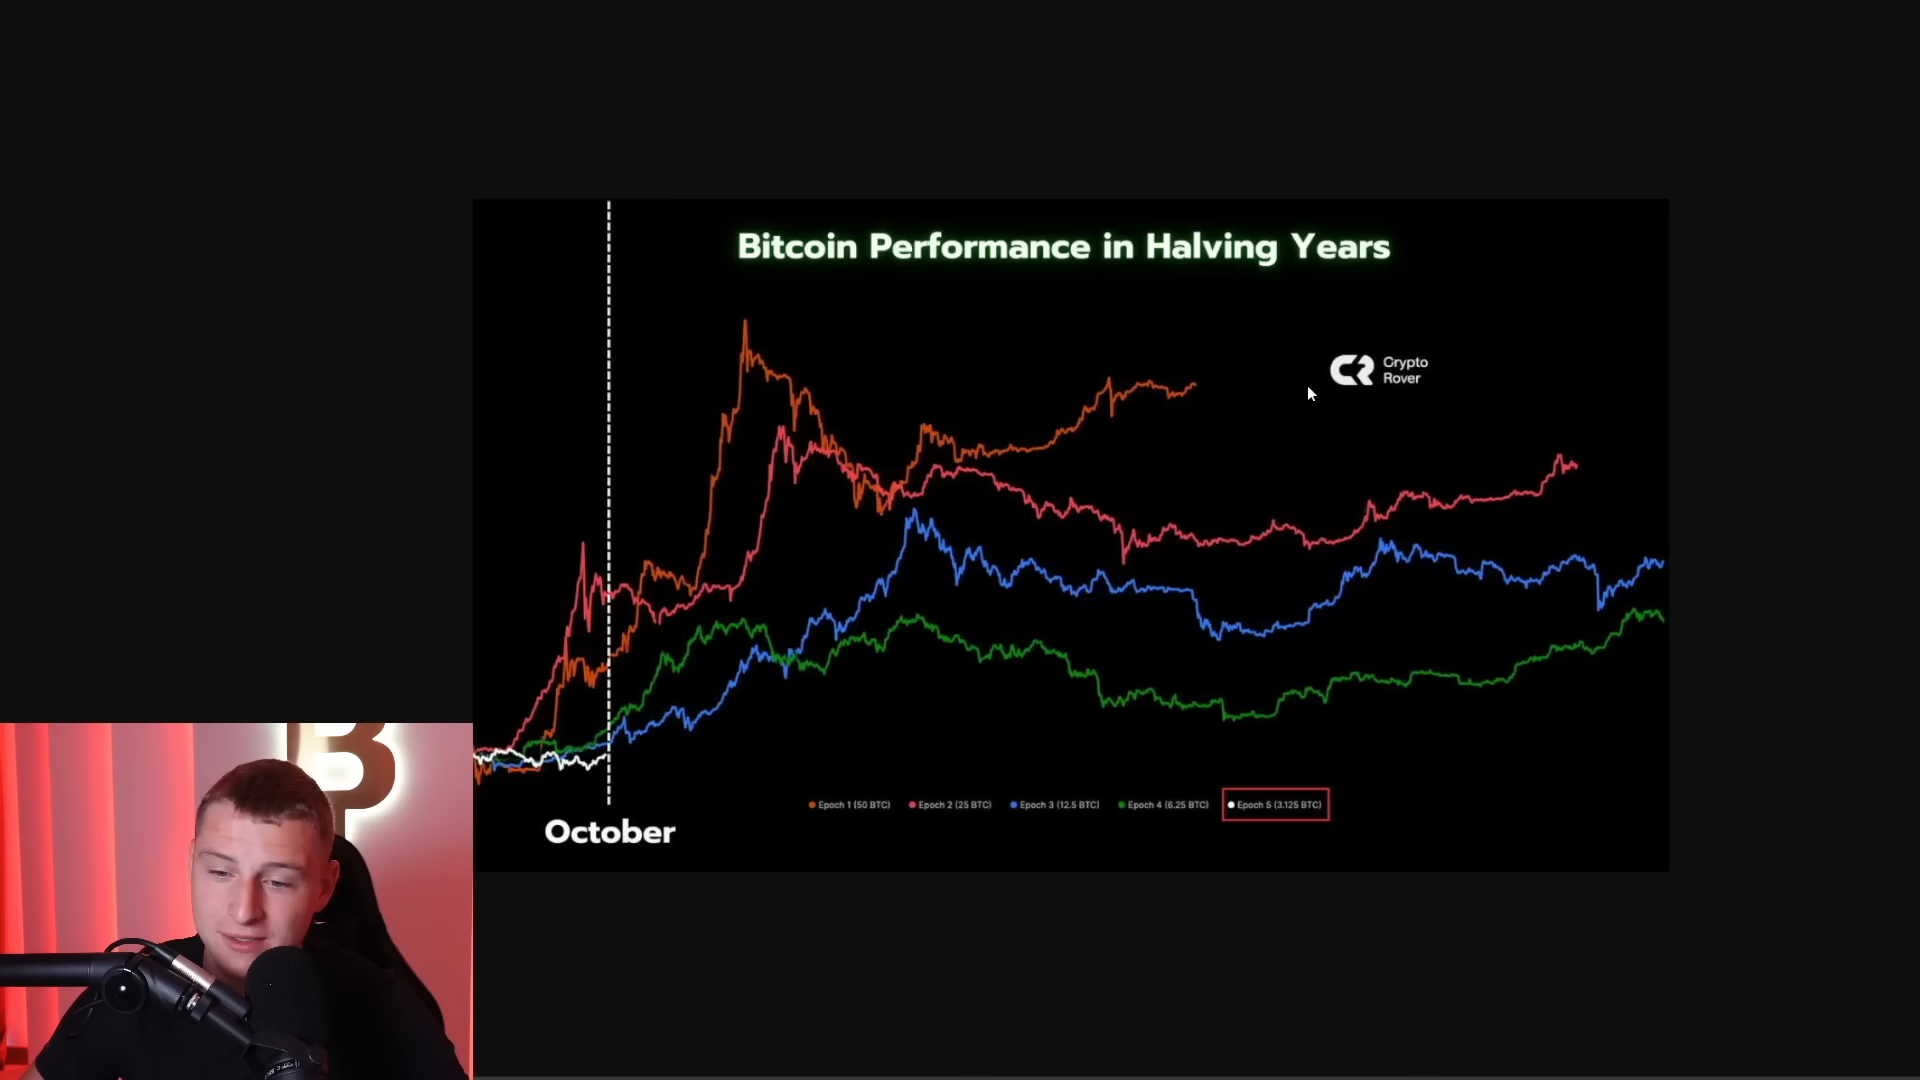 Bitcoin Performance in Halving Years
Crypto
Rover
Epoch 1 (50 BTC) Epoch 2 (25 BTC) Epoch 3 (12.5 BTC) Epoch 4 (6.25 BTC) Epoch 5 (3.125 BTC)
October